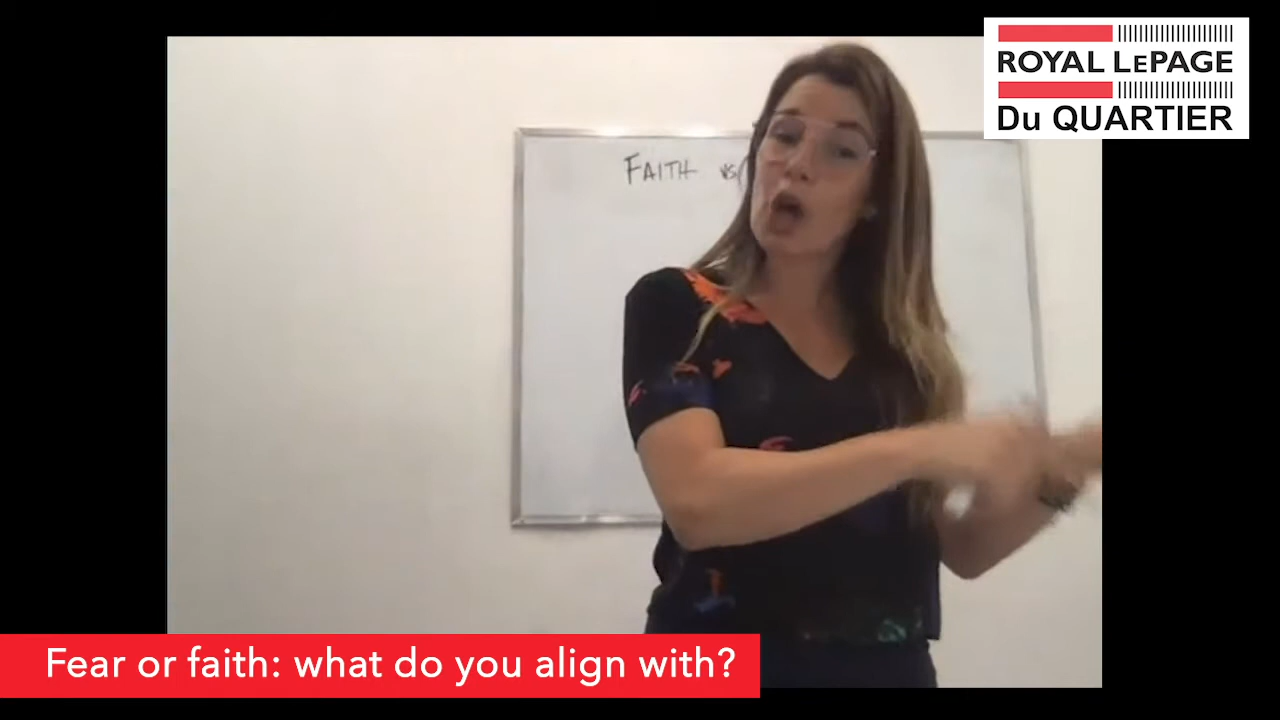 ROYAL LEPAGE
Du QUARTIER
FAITH vs
Fear or faith: what do you align with?